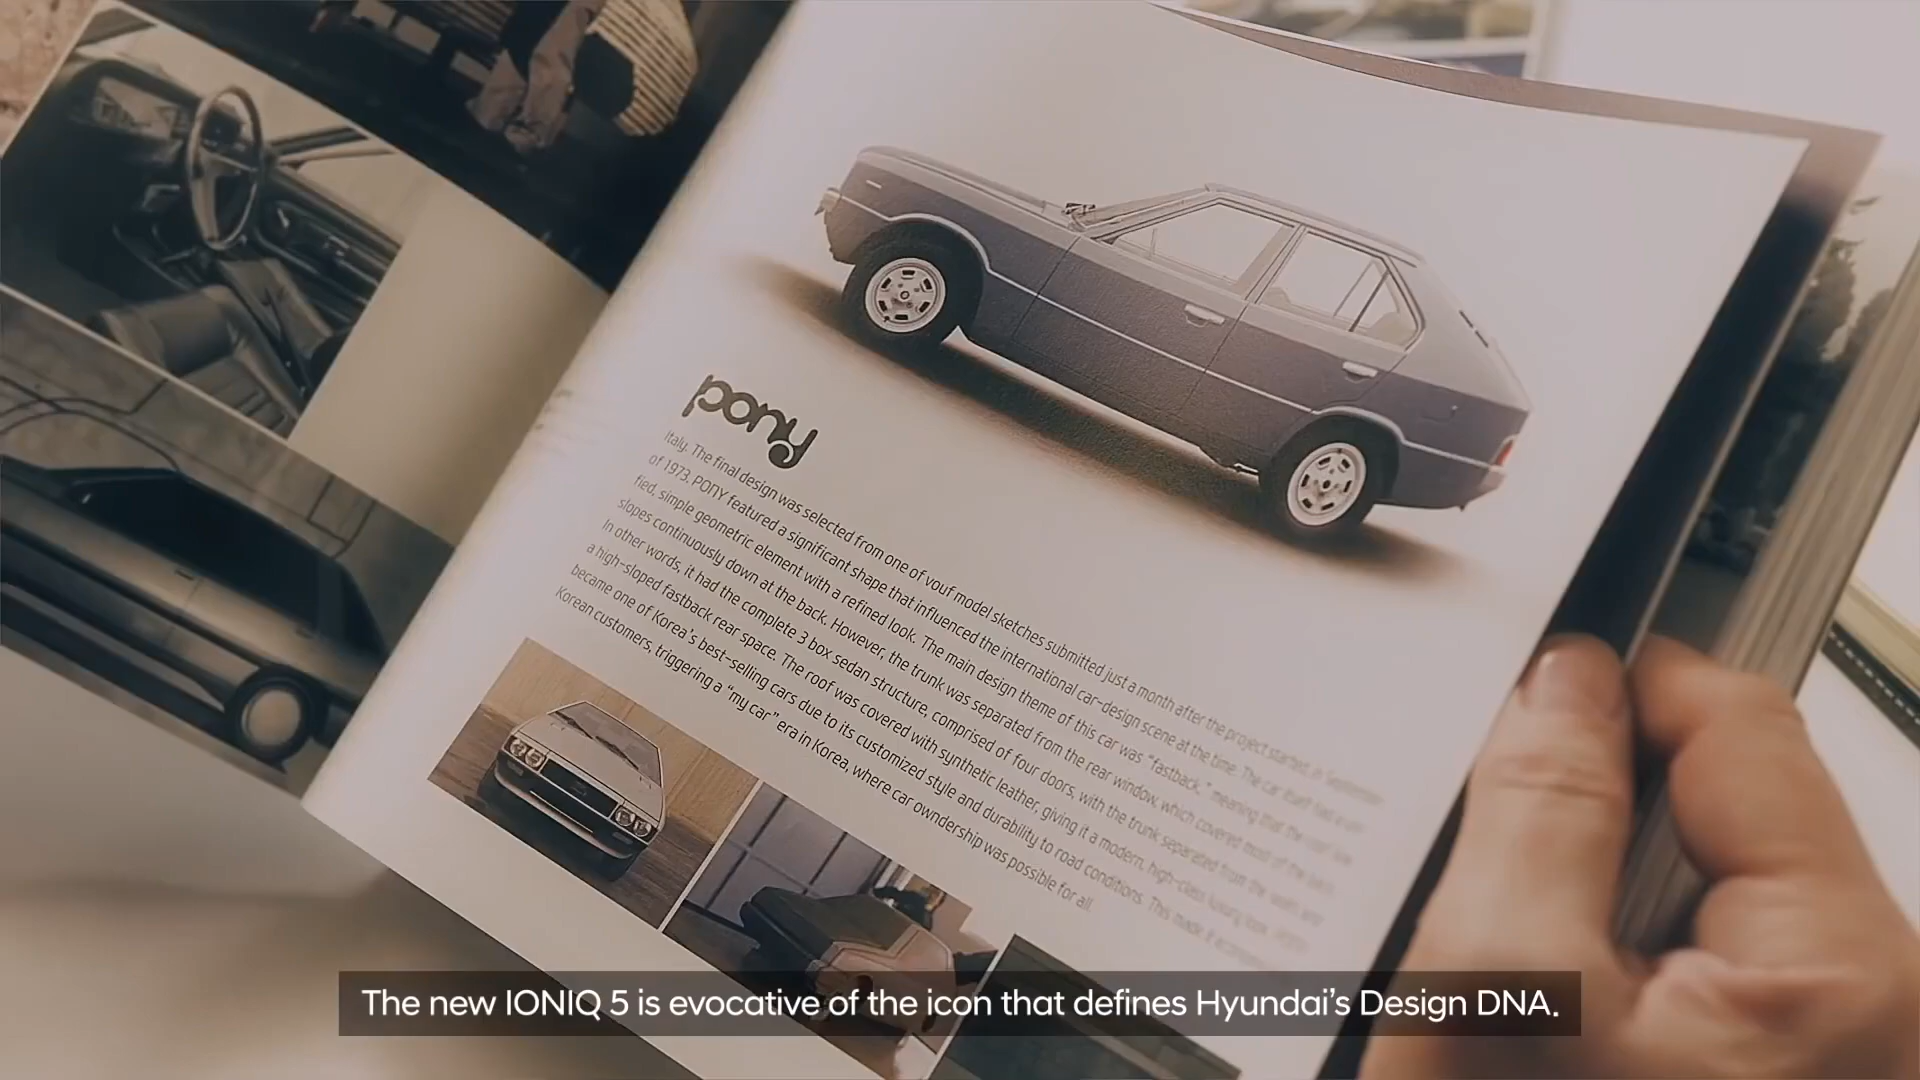 pony
Italy. The final design was selected from one of vouf model sketches submitted just a month after the project started, in September
of 1973. PONY featured a significant shape that influenced the international car-design scene at the time. The car itself has a
fied, simple geometric element with a refined look. The main design theme of this car was "fastback," meaning that the roof line
slopes continuously down at the back. However, the trunk was separated from the rear window, which covered most of the back.
In other words, it had the complete 3 box sedan structure, comprised of four doors, with the trunk separated from the
a high-sloped fastback rear space. The roof was covered with synthetic leather, giving it a modern, high-class luxury look.
became one of Korea's best-selling cars due to its customized style and durability to road conditions. This made it
Korean customers, triggering a "my car" era in Korea, where car owndership was possible for all.
The new IONIQ 5 is evocative of the icon that defines Hyundai's Design DNA.